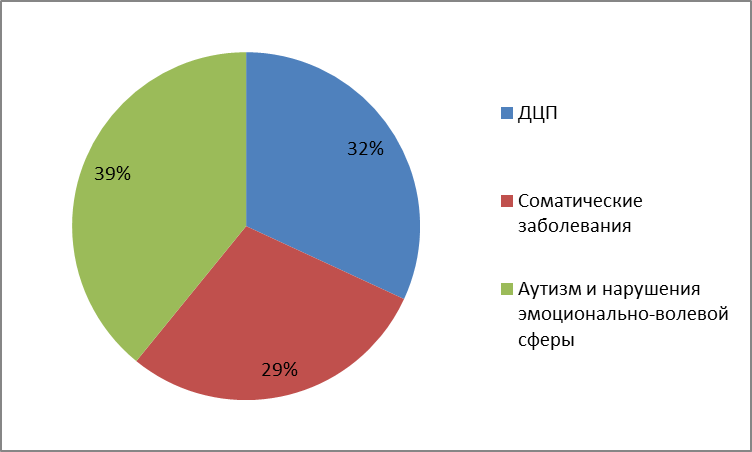 32%
29%
39%
ДЦП
Соматические
заболевания
Аутизм и нарушения
эмоционально-волевой
сферы